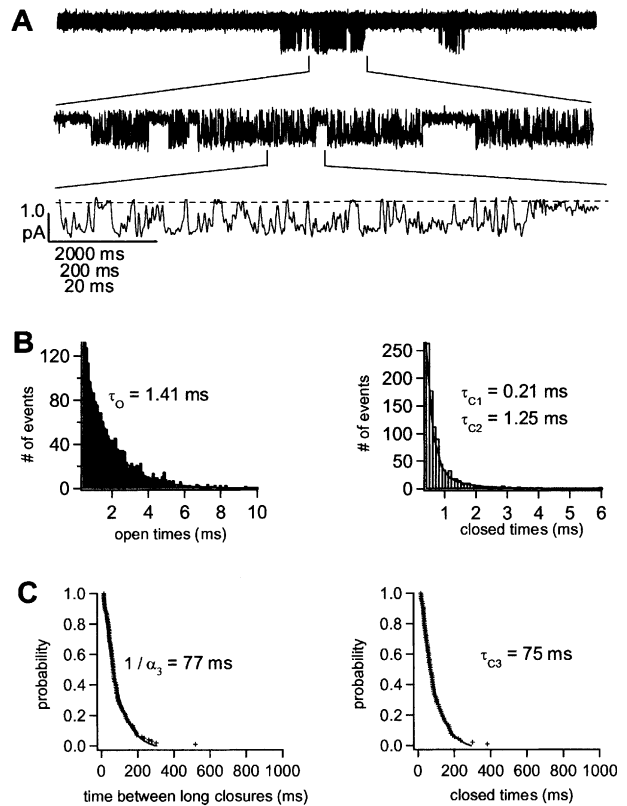 A
1.0
pA
2000 ms
200 ms
20 ms
B
120
80
40
0
# of events
τO = 1.41 ms
2 4 6 8 10
open times (ms)
250
200
150
100
50
0
# of events
τC1 = 0.21 ms
τC2 = 1.25 ms
1 2 3 4 5 6
closed times (ms)
C
1.0
0.8
0.6
0.4
0.2
0.0
probability
1 / α3 = 77 ms
0 200 400 600 800 1000
time between long closures (ms)
1.0
0.8
0.6
0.4
0.2
0.0
probability
τC3 = 75 ms
0 200 400 600 800 1000
closed times (ms)